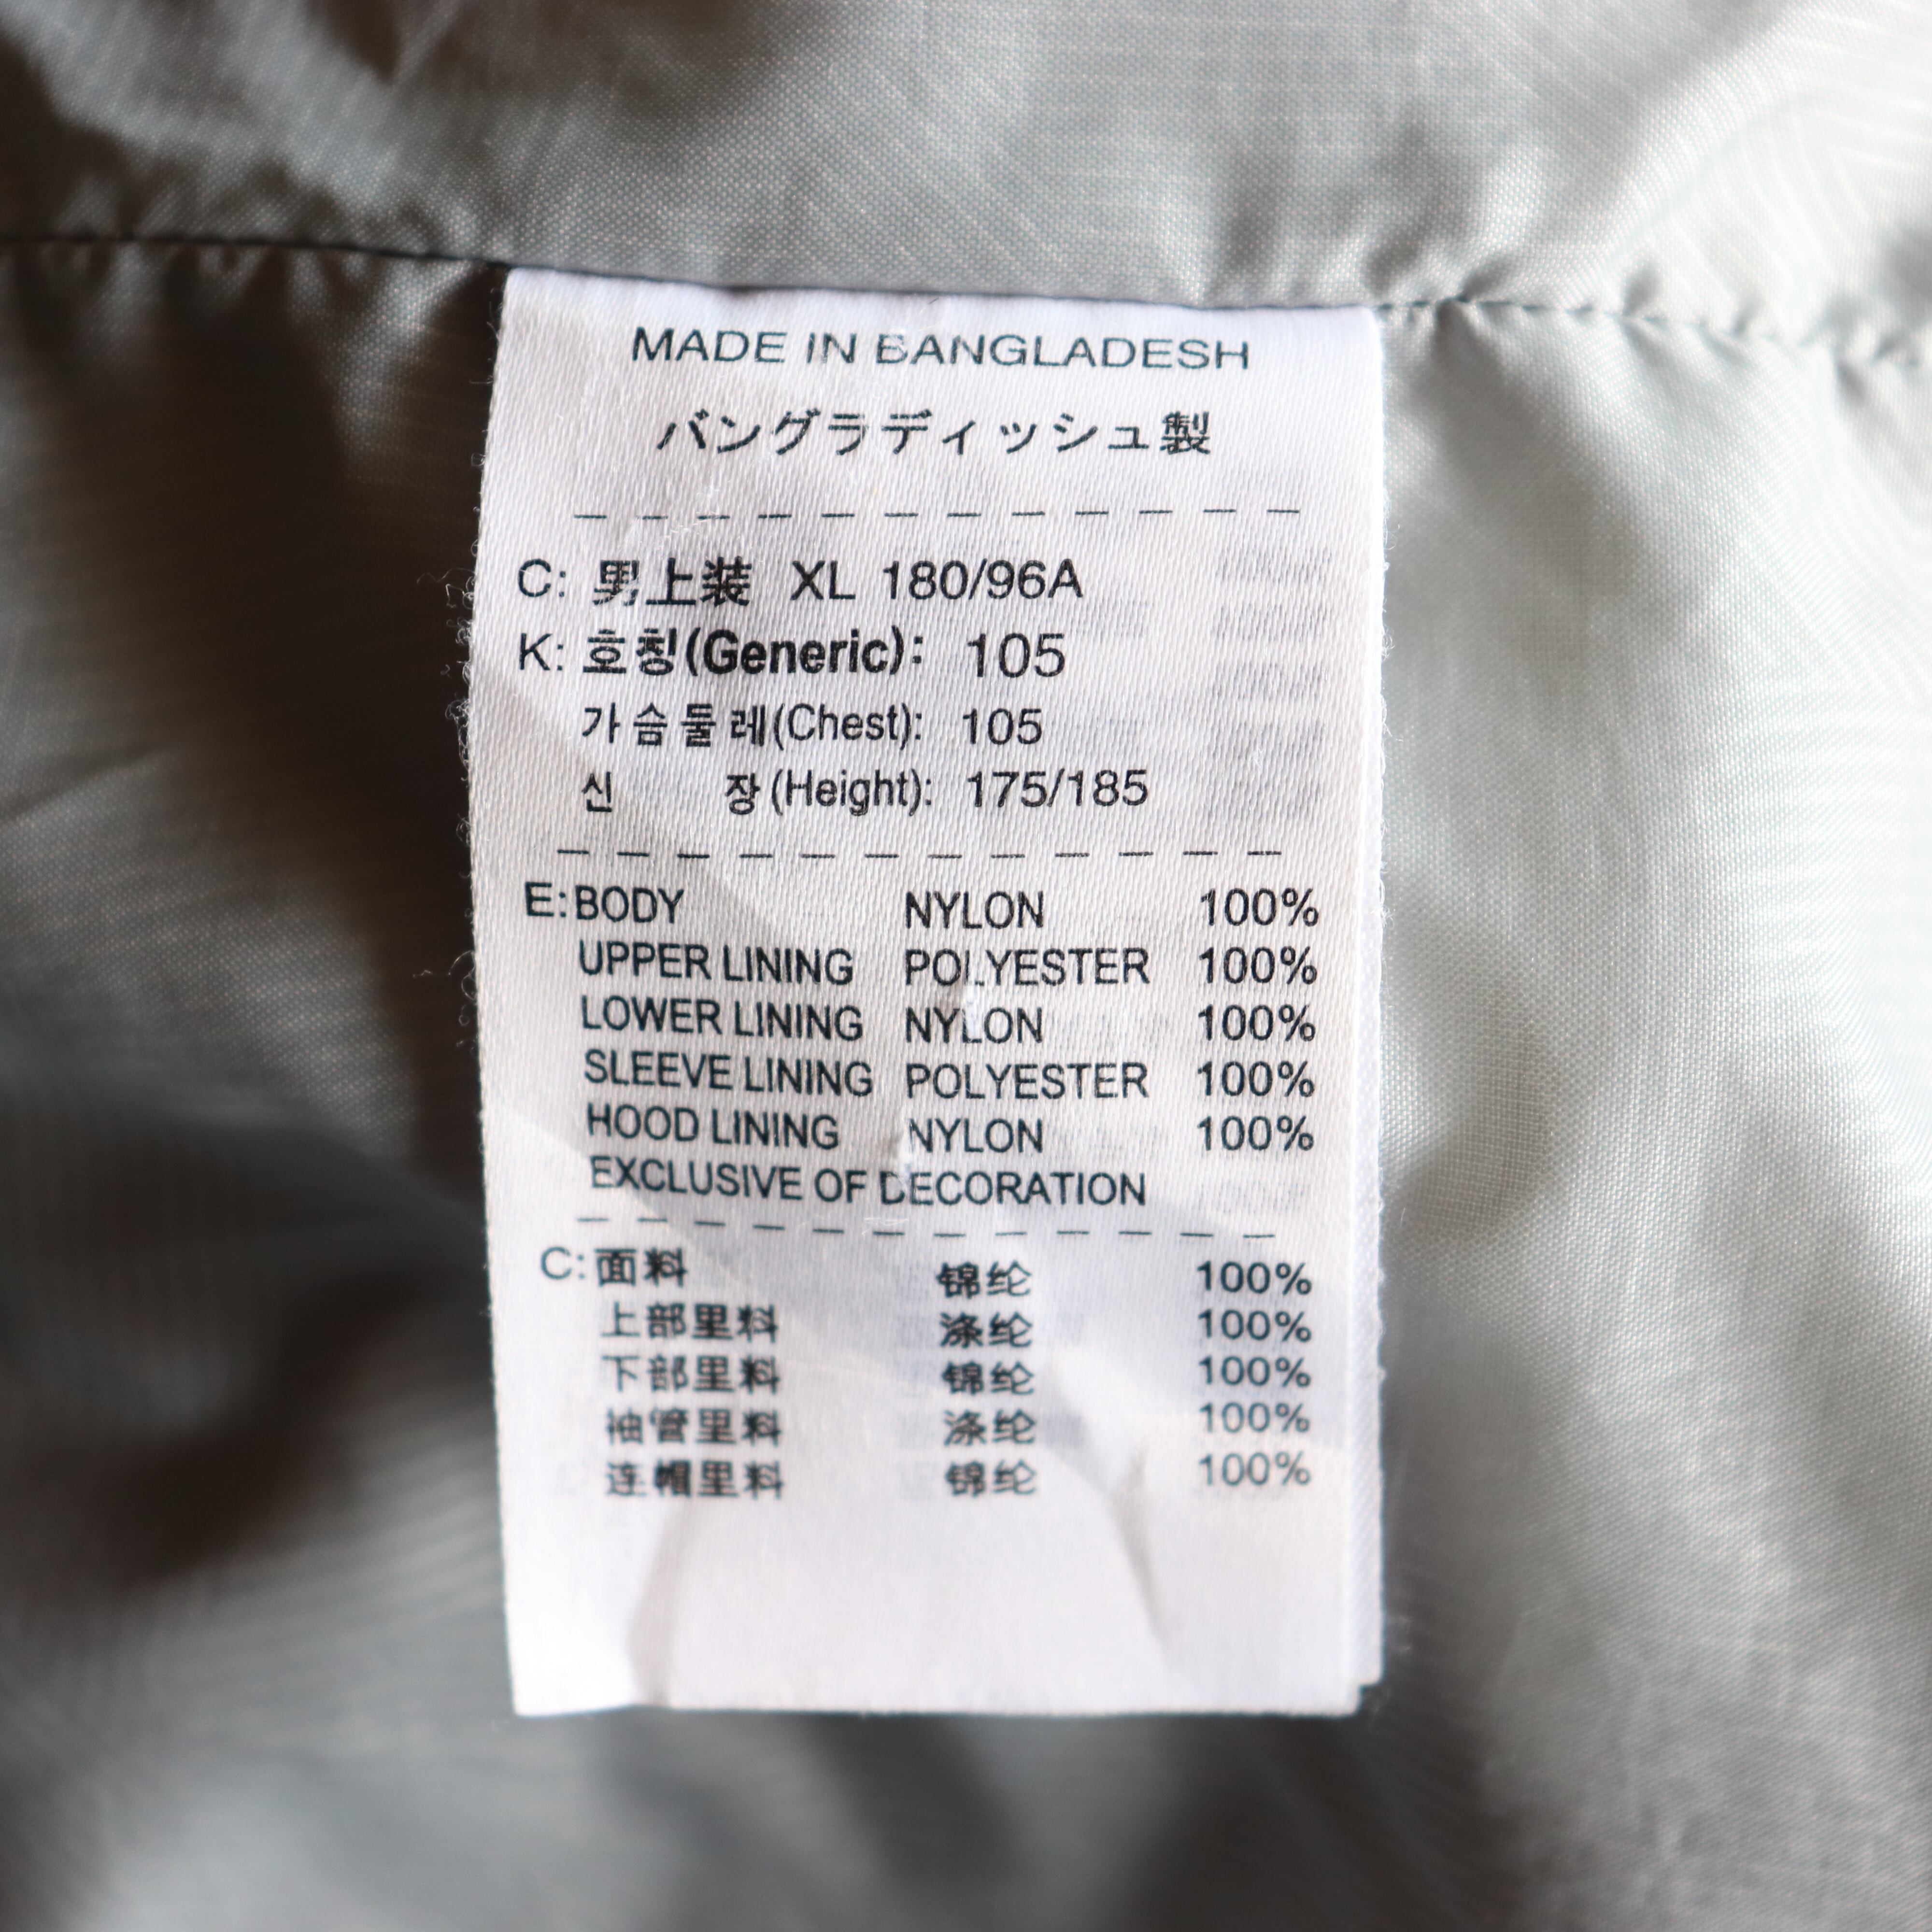 MADE IN BANGLADESH
バングラディッシュ製
C: 男上装 XL 180/96A
K: 호칭(Generic): 105
가슴둘레(Chest): 105
신 장(Height): 175/185
E: BODY NYLON 100%
UPPER LINING POLYESTER 100%
LOWER LINING NYLON 100%
SLEEVE LINING POLYESTER 100%
HOOD LINING NYLON 100%
EXCLUSIVE OF DECORATION
C: 面料 锦纶 100%
上部里料 涤纶 100%
下部里料 锦纶 100%
袖管里料 涤纶 100%
连帽里料 锦纶 100%